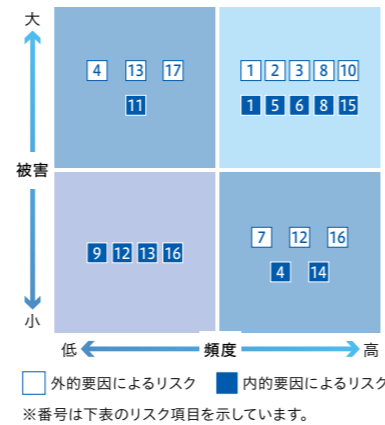 大
4 13 17
11
1 2 3 8 10
1 5 6 8 15
被害
9 12 13 16
7 12 16
4 14
小
低 頻度 高
外的要因によるリスク 内的要因によるリスク
※番号は下表のリスク項目を示しています。